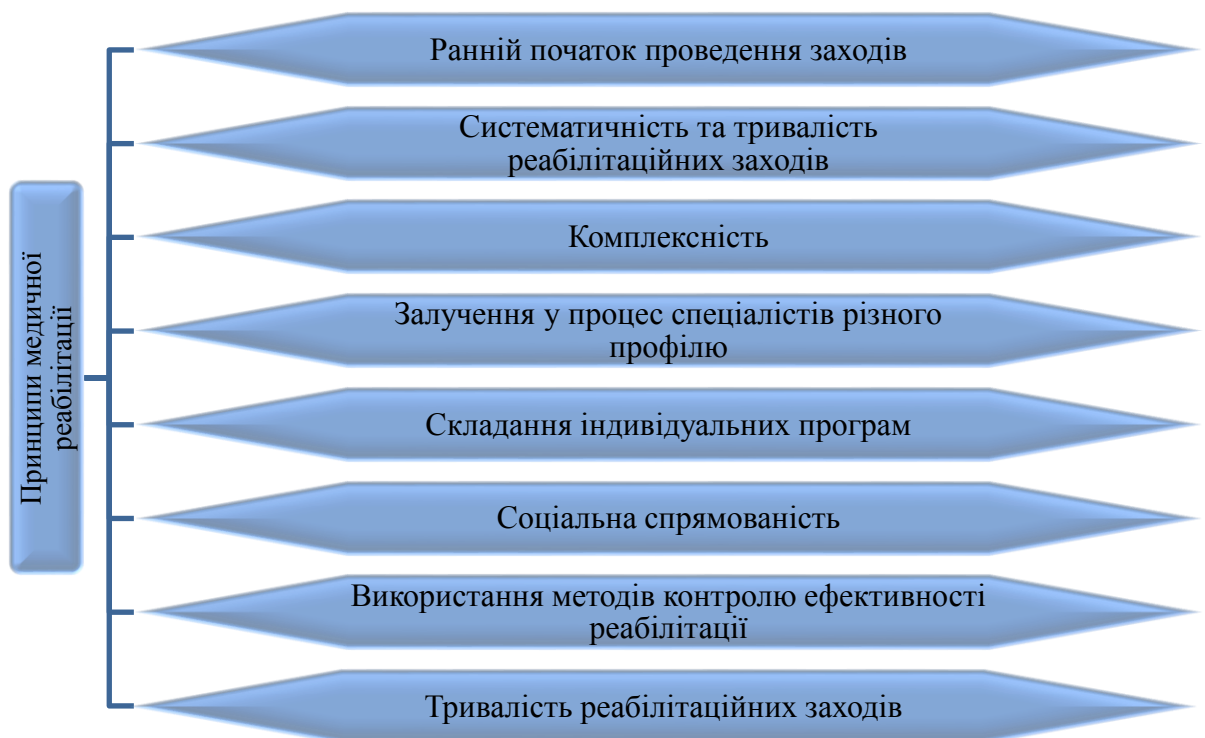 Принципи медичної
реабілітації
Ранній початок проведення заходів
Систематичність та тривалість
реабілітаційних заходів
Комплексність
Залучення у процес спеціалістів різного
профілю
Складання індивідуальних програм
Соціальна спрямованість
Використання методів контролю ефективності
реабілітації
Тривалість реабілітаційних заходів